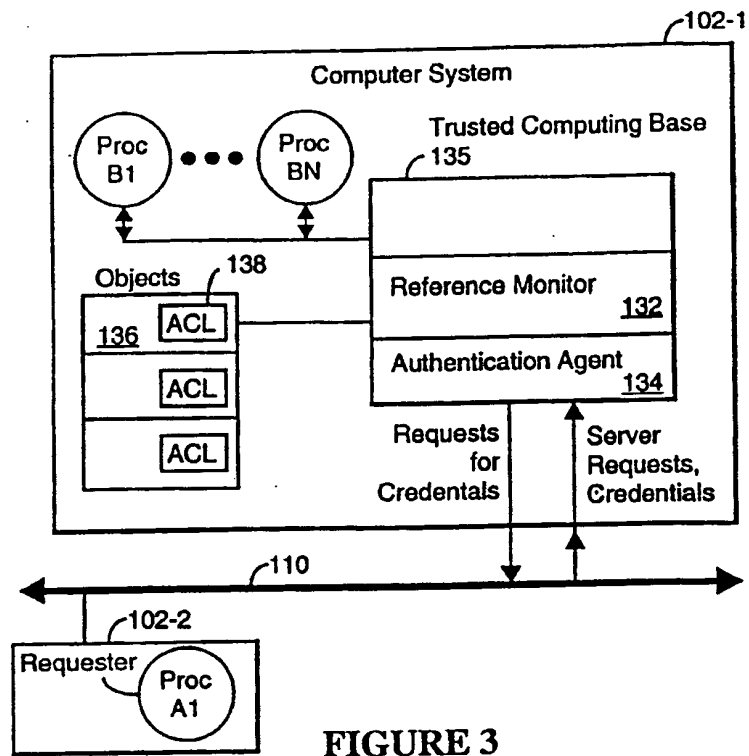 102-1
Computer System
Proc
B1
Proc
BN
Trusted Computing Base
135
Objects
138
136
ACL
ACL
ACL
Reference Monitor
132
Authentication Agent
134
Requests
for
Credentals
Server
Requests,
Credentials
110
102-2
Requester
Proc
A1
FIGURE 3